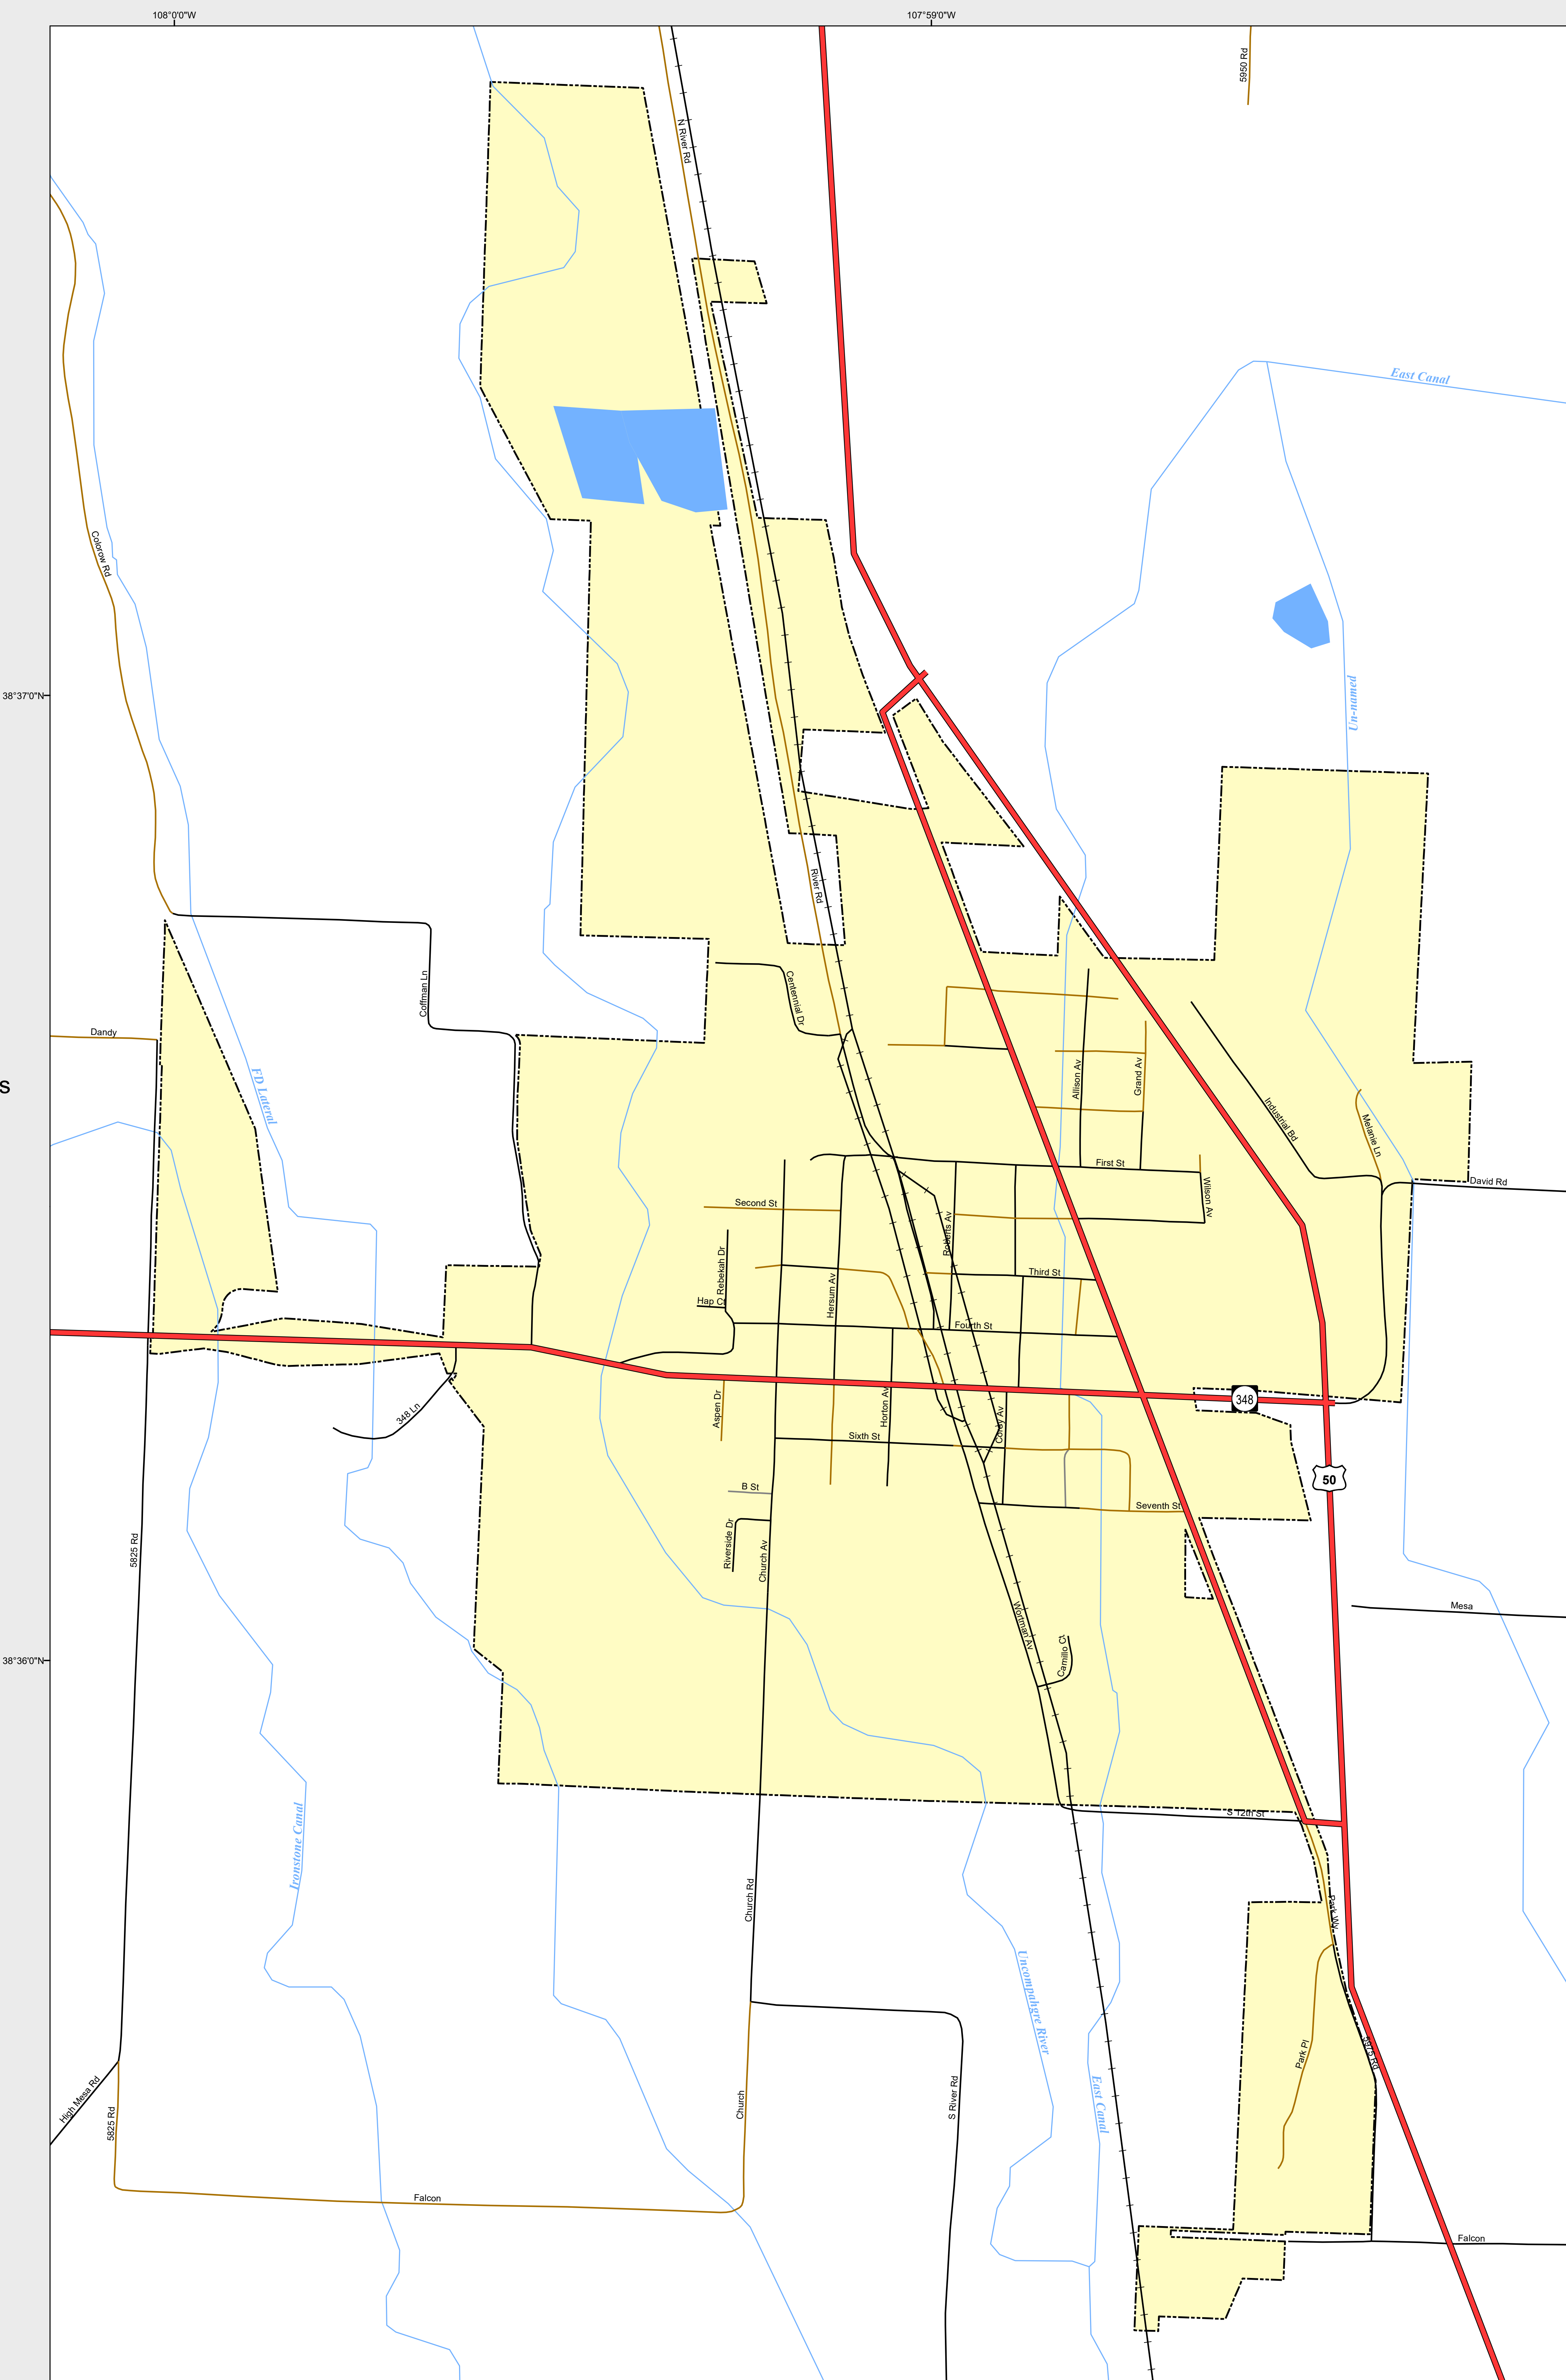 108°0'0"W
107°59'0"W
5950 Rd
N River Rd
East Canal
Colorow Rd
38°37'0"N
Un-named
River Rd
Coffman Ln
Centennial Dr
Dandy
S
FD Lateral
Allison Av
Grand Av
Industrial Bd
Melanie Ln
First St
Wilson Av
David Rd
Second St
Roberts Av
Rebekah Dr
Third St
Hersum Av
Hap Ct
Fourth St
348
Aspen Dr
Horton Av
348 Ln
Corey Av
Sixth St
50
B St
Seventh St
5825 Rd
Riverside Dr
Church Av
Mesa
Wortman Av
Camillo Ct
38°36'0"N
S 12th St
Ironstone Canal
Church Rd
Park Wy
Uncompahgre River
5975 Rd
Park Pl
High Mesa Rd
5825 Rd
Church
S River Rd
East Canal
Falcon
Falcon